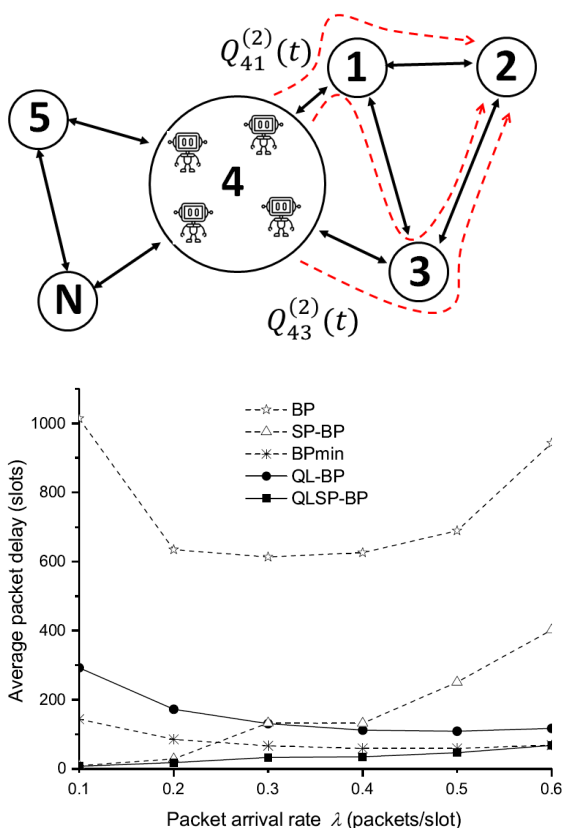 Q_{41}^{(2)}(t)
1
2
5
4
3
N
Q_{43}^{(2)}(t)
BP
SP-BP
BPmin
QL-BP
QLSP-BP
Average packet delay (slots)
1000
800
600
400
200
0
0.1 0.2 0.3 0.4 0.5 0.6
Packet arrival rate λ (packets/slot)